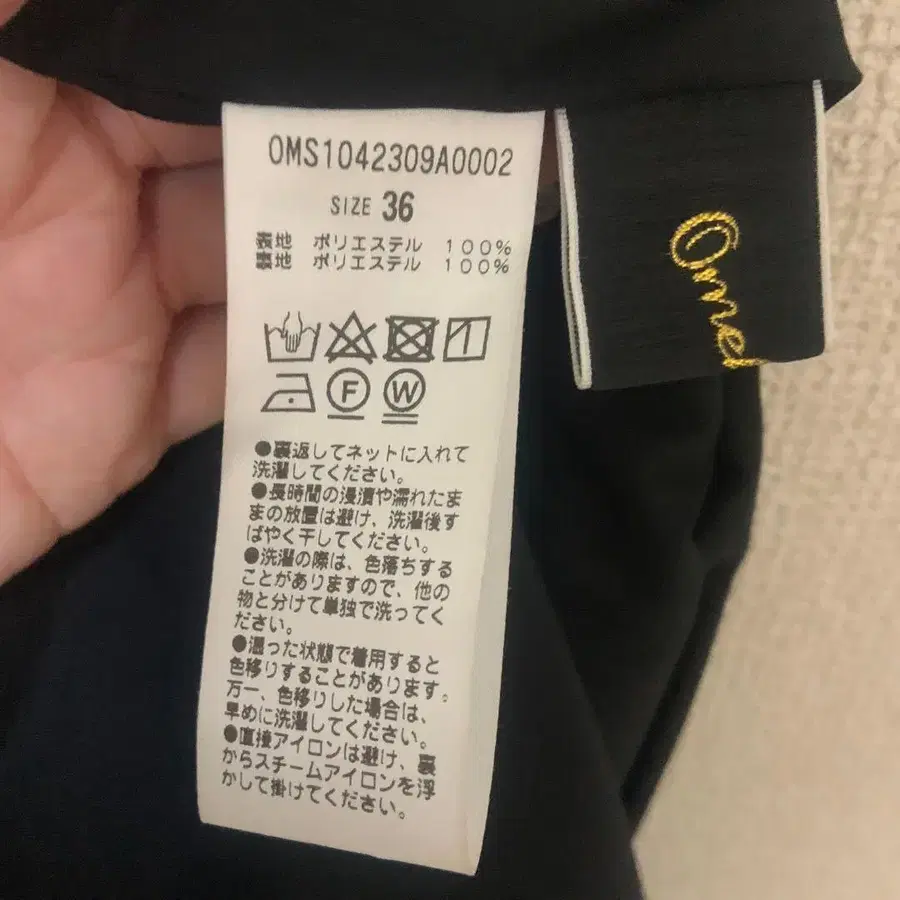 OMS1042309A0002
SIZE 36
表地 ポリエステル 100%
裏地 ポリエステル 100%
F W
●裏返してネットに入れて
洗濯してください。
●長時間の浸漬や濡れたま
まの放置は避け、洗濯後す
ばやく干してください。
●洗濯の際は、色落ちする
ことがありますので、他の
物と分けて単独で洗ってく
ださい。
●湿った状態で着用すると
色移りすることがあります。
万一、色移りした場合は、
早めに洗濯してください。
●直接アイロンは避け、裏
からスチームアイロンを浮
かして掛けてください。